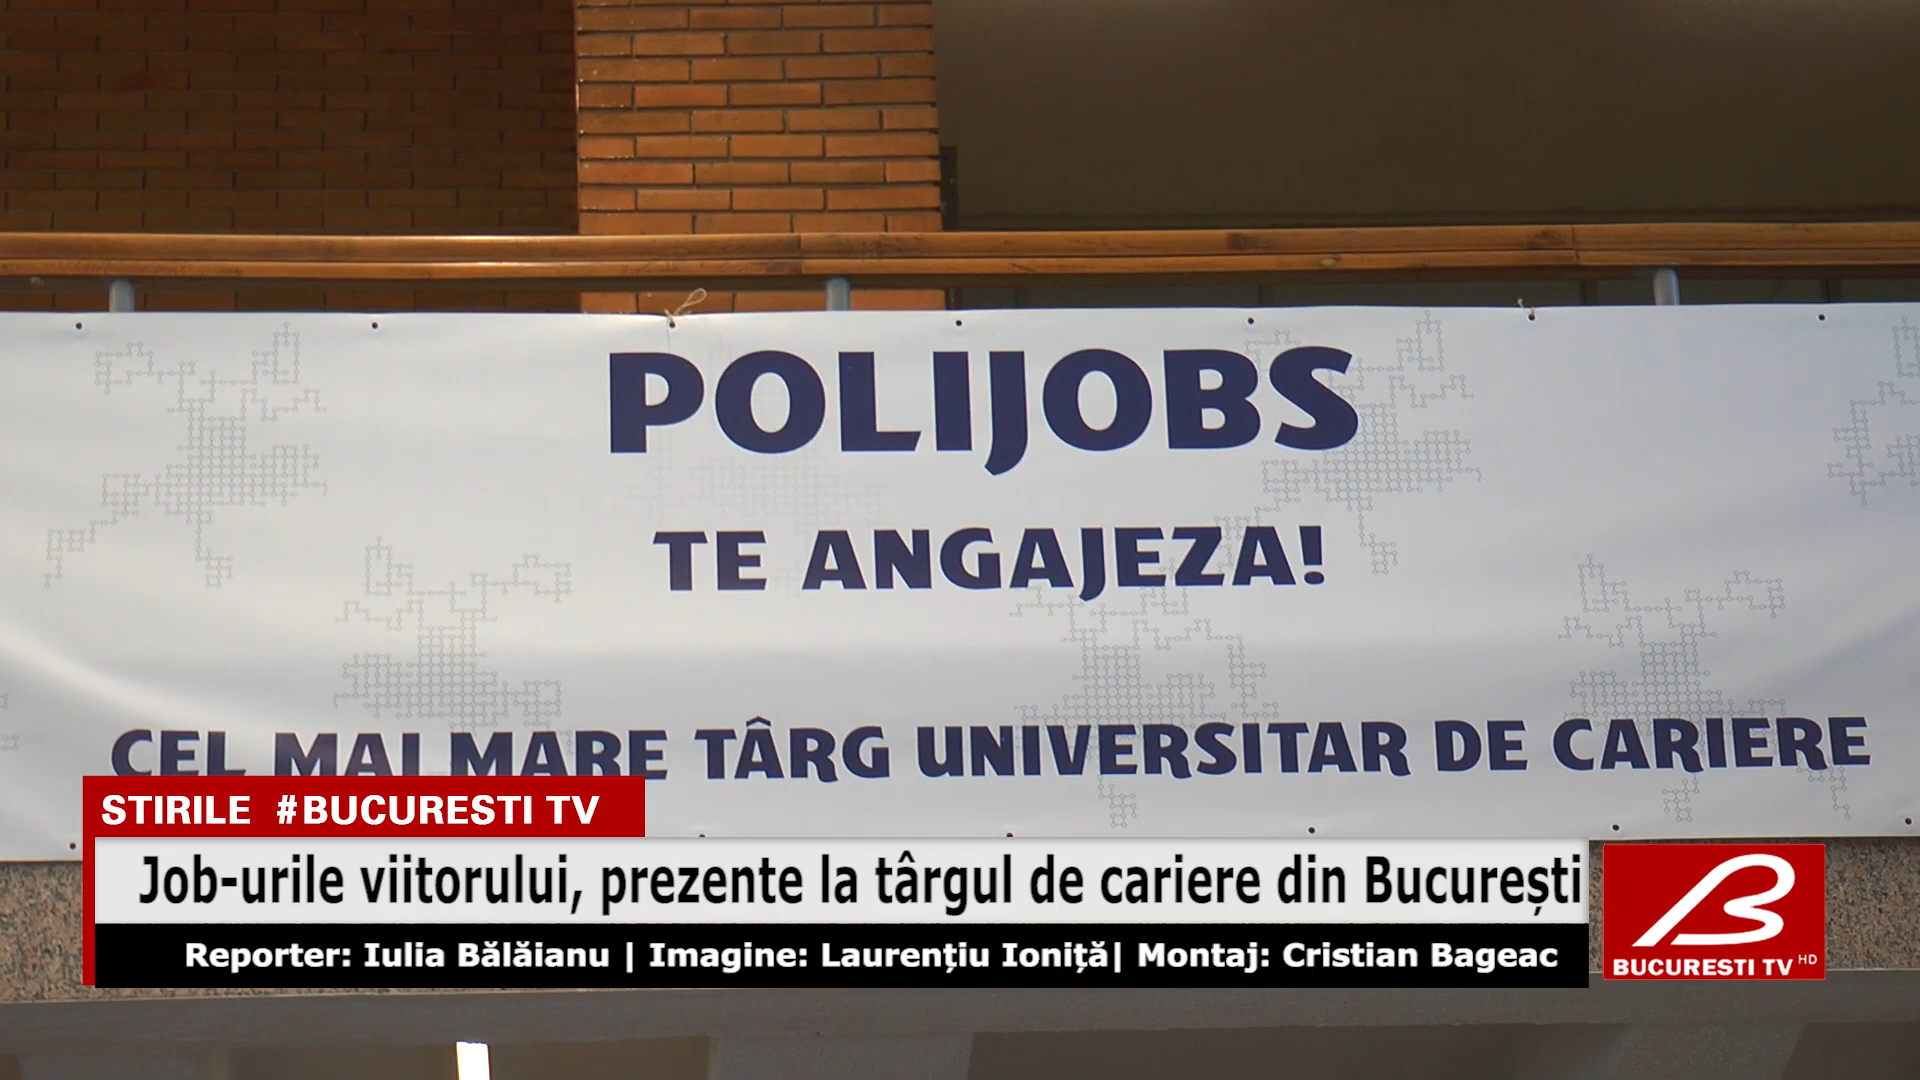 POLIJOBS
TE ANGAJEZA!
CEL MAI MARE TÂRG UNIVERSITAR DE CARIERE
STIRILE #BUCURESTI TV
Job-urile viitorului, prezente la târgul de cariere din București
Reporter: Iulia Bălăianu | Imagine: Laurențiu Ioniță| Montaj: Cristian Bageac
B
BUCURESTI TV HD